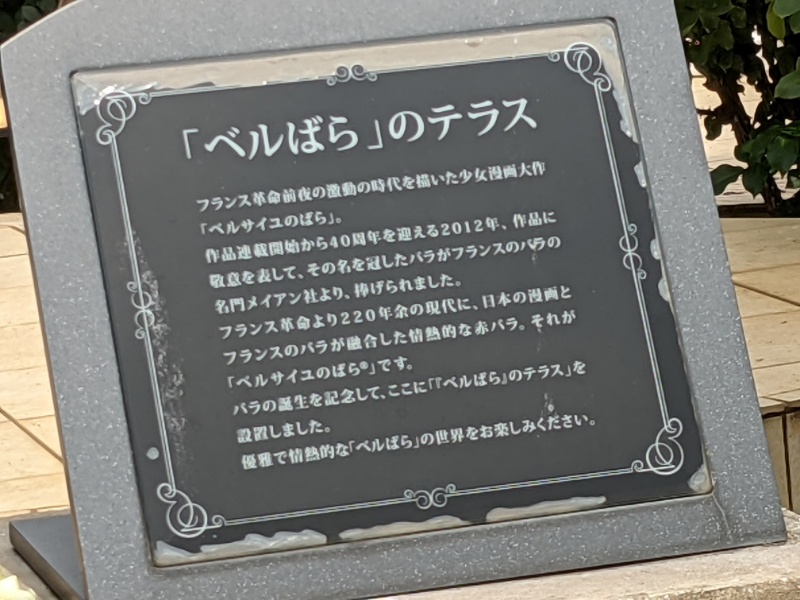 「ベルばら」のテラス
フランス革命前夜の激動の時代を描いた少女漫画大作
「ベルサイユのばら」。
作品連載開始から40周年を迎える2012年、作品に
敬意を表して、その名を冠したバラがフランスのバラの
名門メイアン社より、捧げられました。
フランス革命より220年余の現代に、日本の漫画と
フランスのバラが融合した情熱的な赤バラ。それが
「ベルサイユのばら®」です。
バラの誕生を記念して、ここに「『ベルばら』のテラス」を
設置しました。
優雅で情熱的な「ベルばら」の世界をお楽しみください。